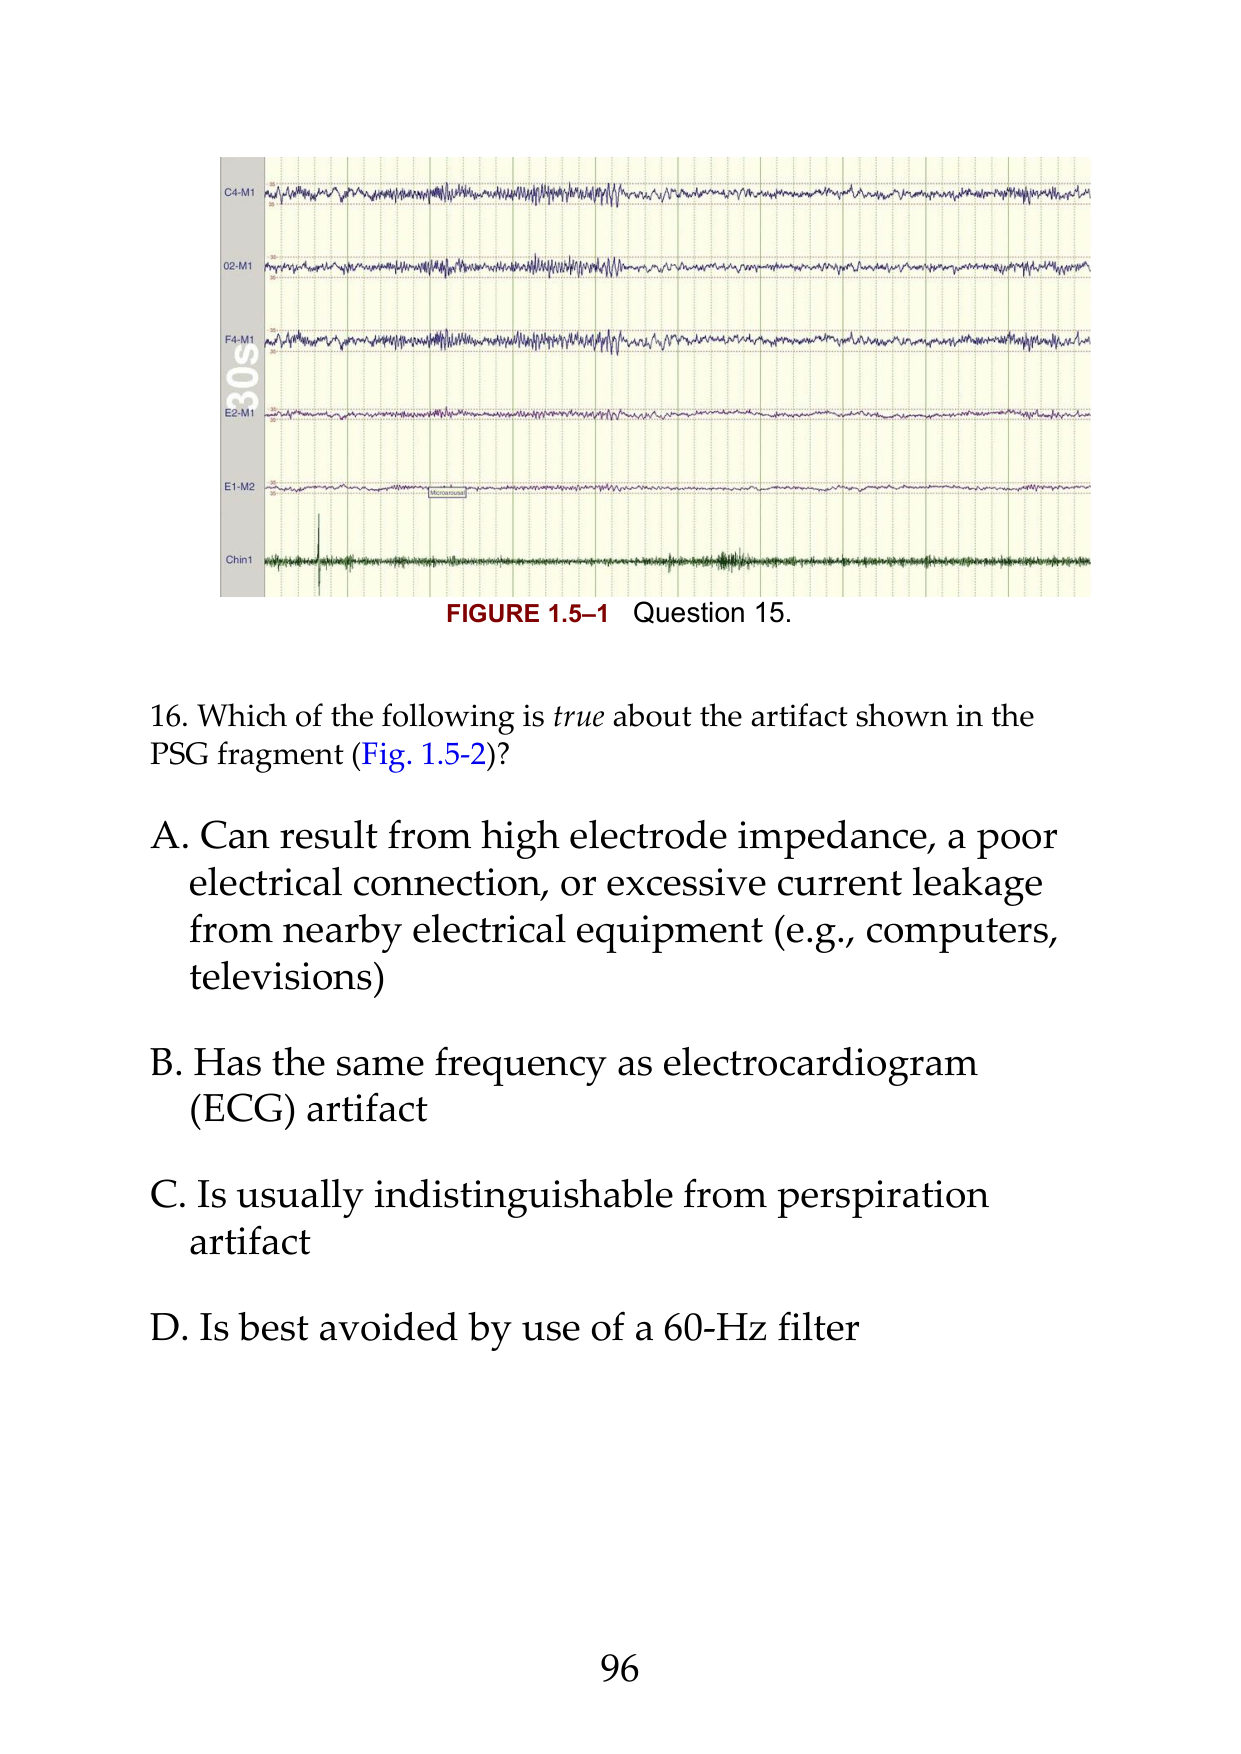 C4-M1
02-M1
F4-M1
30s
E2-M1
E1-M2
Microarousal
Chin1
FIGURE 1.5–1 Question 15.
16. Which of the following is true about the artifact shown in the
PSG fragment (Fig. 1.5-2)?
A. Can result from high electrode impedance, a poor
electrical connection, or excessive current leakage
from nearby electrical equipment (e.g., computers,
televisions)
B. Has the same frequency as electrocardiogram
(ECG) artifact
C. Is usually indistinguishable from perspiration
artifact
D. Is best avoided by use of a 60-Hz filter
96